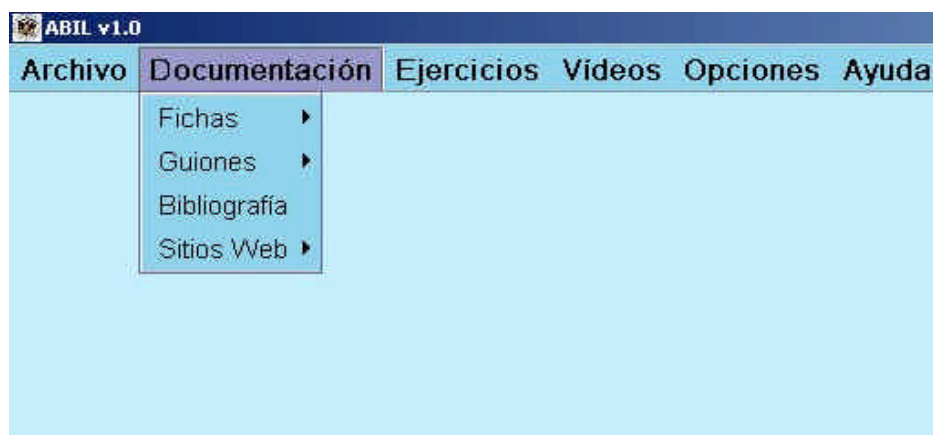 ABIL v1.0
Archivo Documentación Ejercicios Vídeos Opciones Ayuda
Fichas
Guiones
Bibliografía
Sitios Web